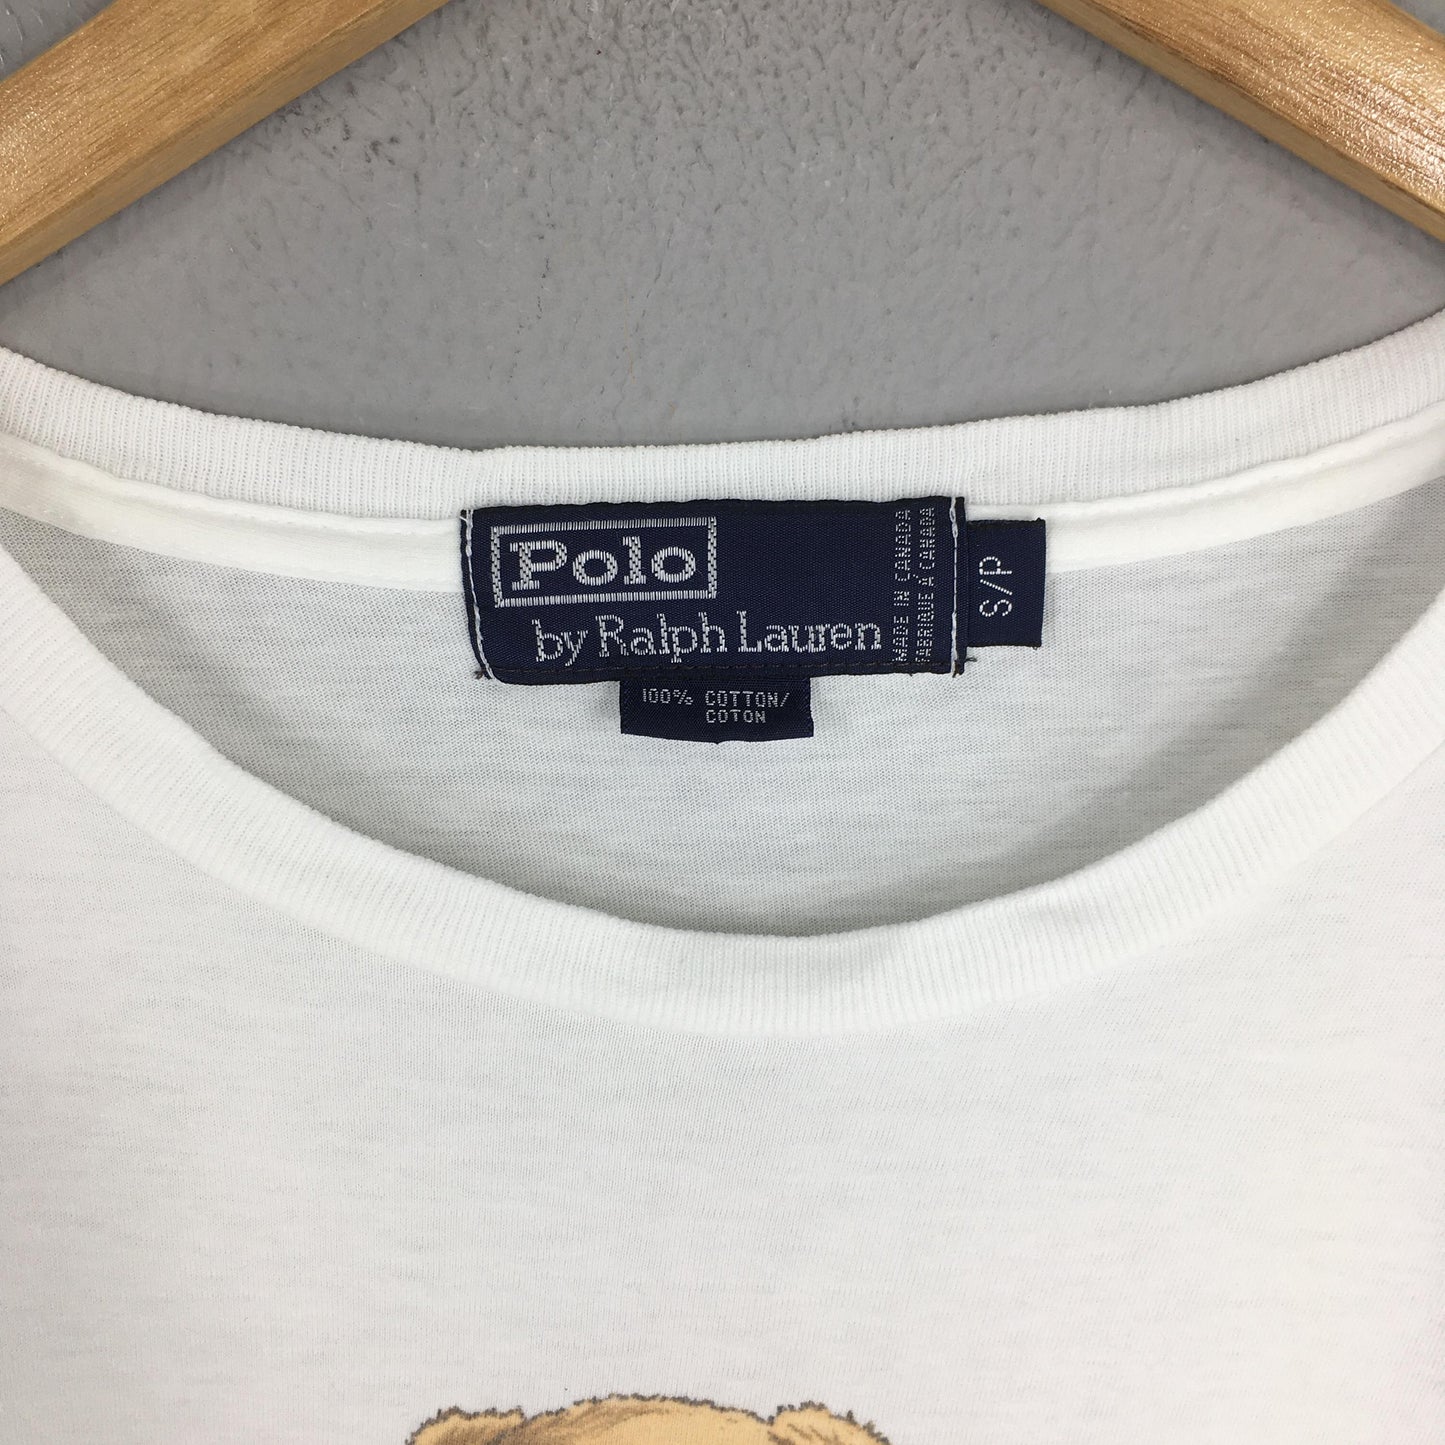 Polo
by Ralph Lauren
MADE IN CANADA
FABRIQUÉ À CANADA
S/P
100% COTTON/
COTON